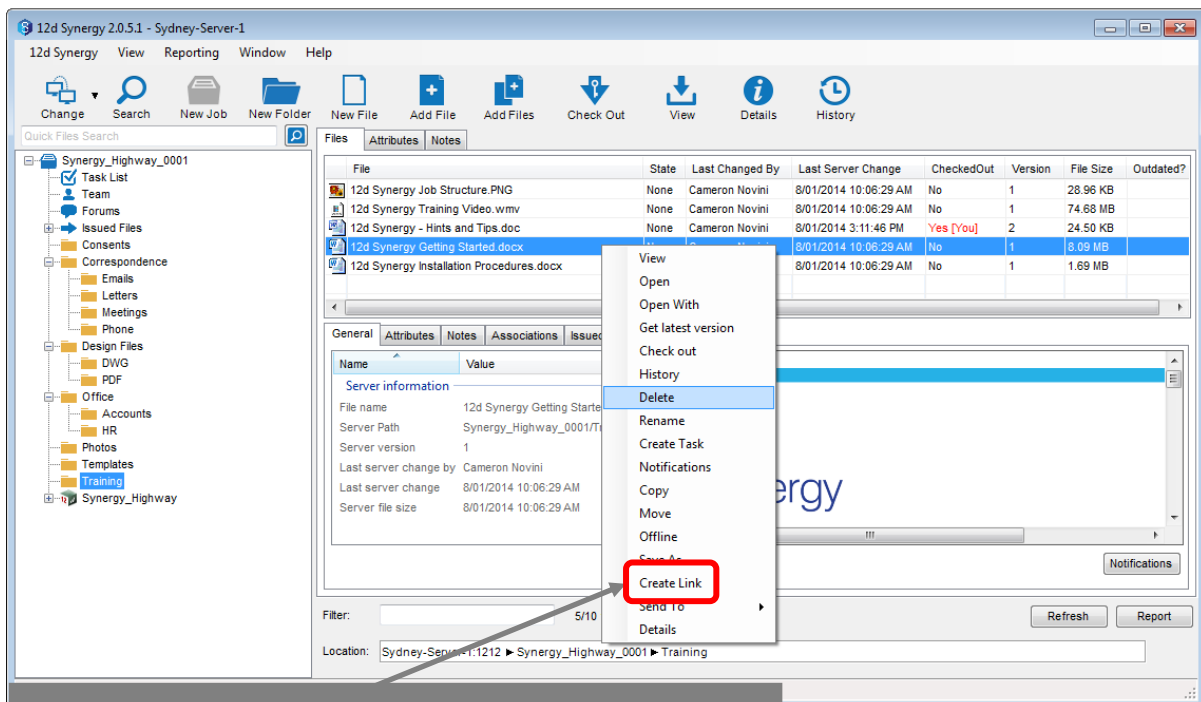 12d Synergy 2.0.5.1 - Sydney-Server-1
12d Synergy View Reporting Window Help
Change Search New Job New Folder New File Add File Add Files Check Out View Details History
Quick Files Search
Files Attributes Notes
Synergy_Highway_0001
Task List
Team
Forums
Issued Files
Consents
Correspondence
Emails
Letters
Meetings
Phone
Design Files
DWG
PDF
Office
Accounts
HR
Photos
Templates
Training
Synergy_Highway
File State Last Changed By Last Server Change CheckedOut Version File Size Outdated?
12d Synergy Job Structure.PNG None Cameron Novini 8/01/2014 10:06:29 AM No 1 28.96 KB
12d Synergy Training Video.wmv None Cameron Novini 8/01/2014 10:06:29 AM No 1 74.68 MB
12d Synergy - Hints and Tips.doc None Cameron Novini 8/01/2014 3:11:46 PM Yes [You] 2 24.50 KB
12d Synergy Getting Started.docx 8/01/2014 10:06:29 AM No 1 8.09 MB
12d Synergy Installation Procedures.docx 8/01/2014 10:06:29 AM No 1 1.69 MB
View
Open
Open With
Get latest version
Check out
History
Delete
Rename
Create Task
Notifications
Copy
Move
Offline
Save As
Create Link
Send To
Details
General Attributes Notes Associations Issued
Name Value
Server information
File name 12d Synergy Getting Starte
Server Path Synergy_Highway_0001/Tr
Server version 1
Last server change by Cameron Novini
Last server change 8/01/2014 10:06:29 AM
Server file size 8/01/2014 10:06:29 AM
ergy
Notifications
Filter: 5/10
Refresh Report
Location: Sydney-Server-1:1212 ► Synergy_Highway_0001 ► Training